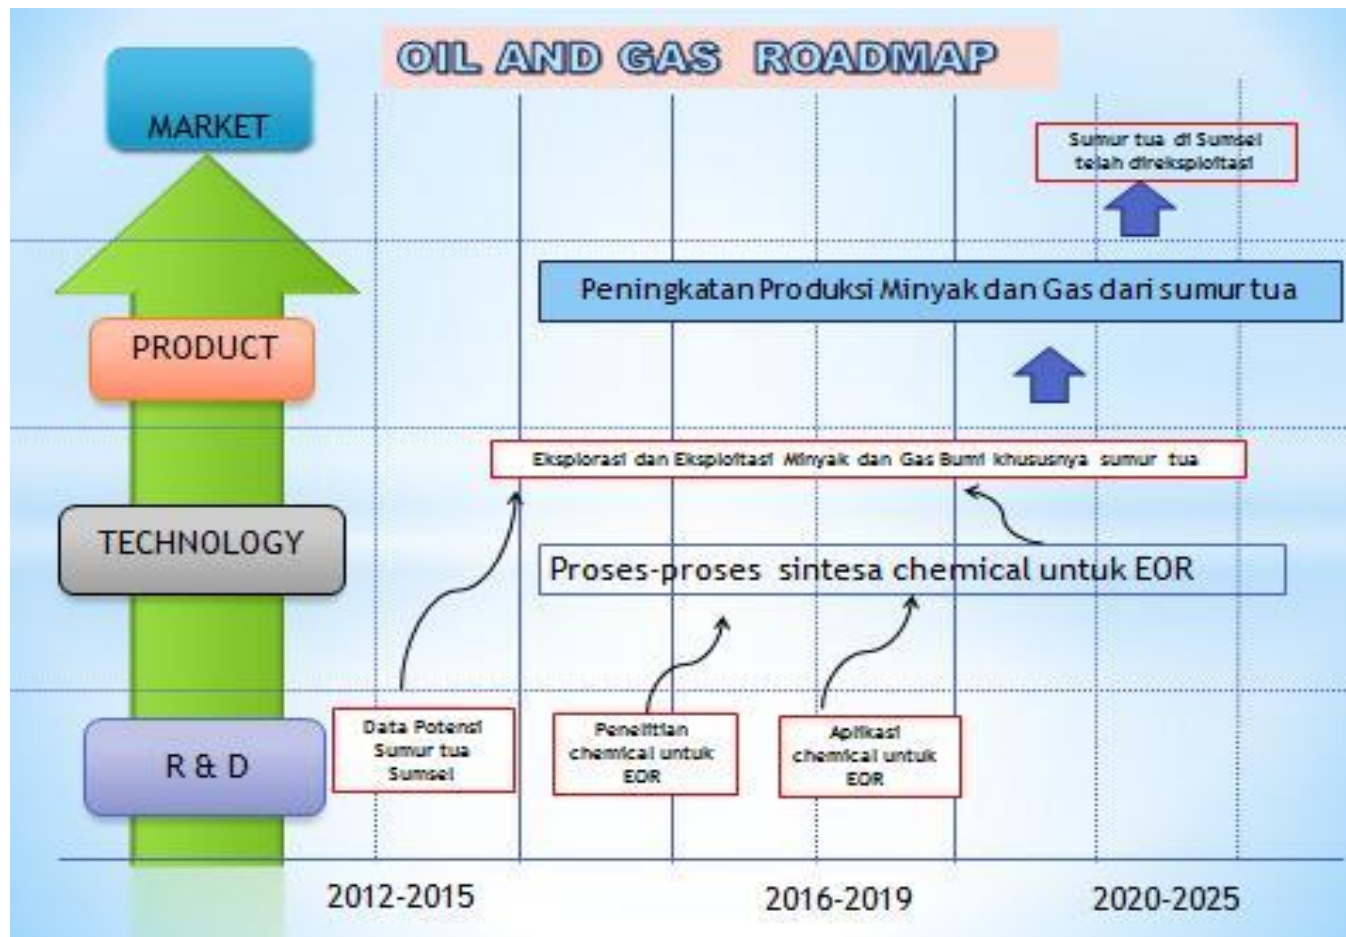 OIL AND GAS ROADMAP
MARKET
Sumur tua di Sumsel
telah direksploitasi
Peningkatan Produksi Minyak dan Gas dari sumur tua
PRODUCT
Eksplorasi dan Eksploitasi Minyak dan Gas Bumi khususnya sumur tua
TECHNOLOGY
Proses-proses sintesa chemical untuk EOR
R & D
Data Potensi
Sumur tua
Sumsel
Penelitian
chemical untuk
EOR
Aplikasi
chemical untuk
EOR
2012-2015
2016-2019
2020-2025